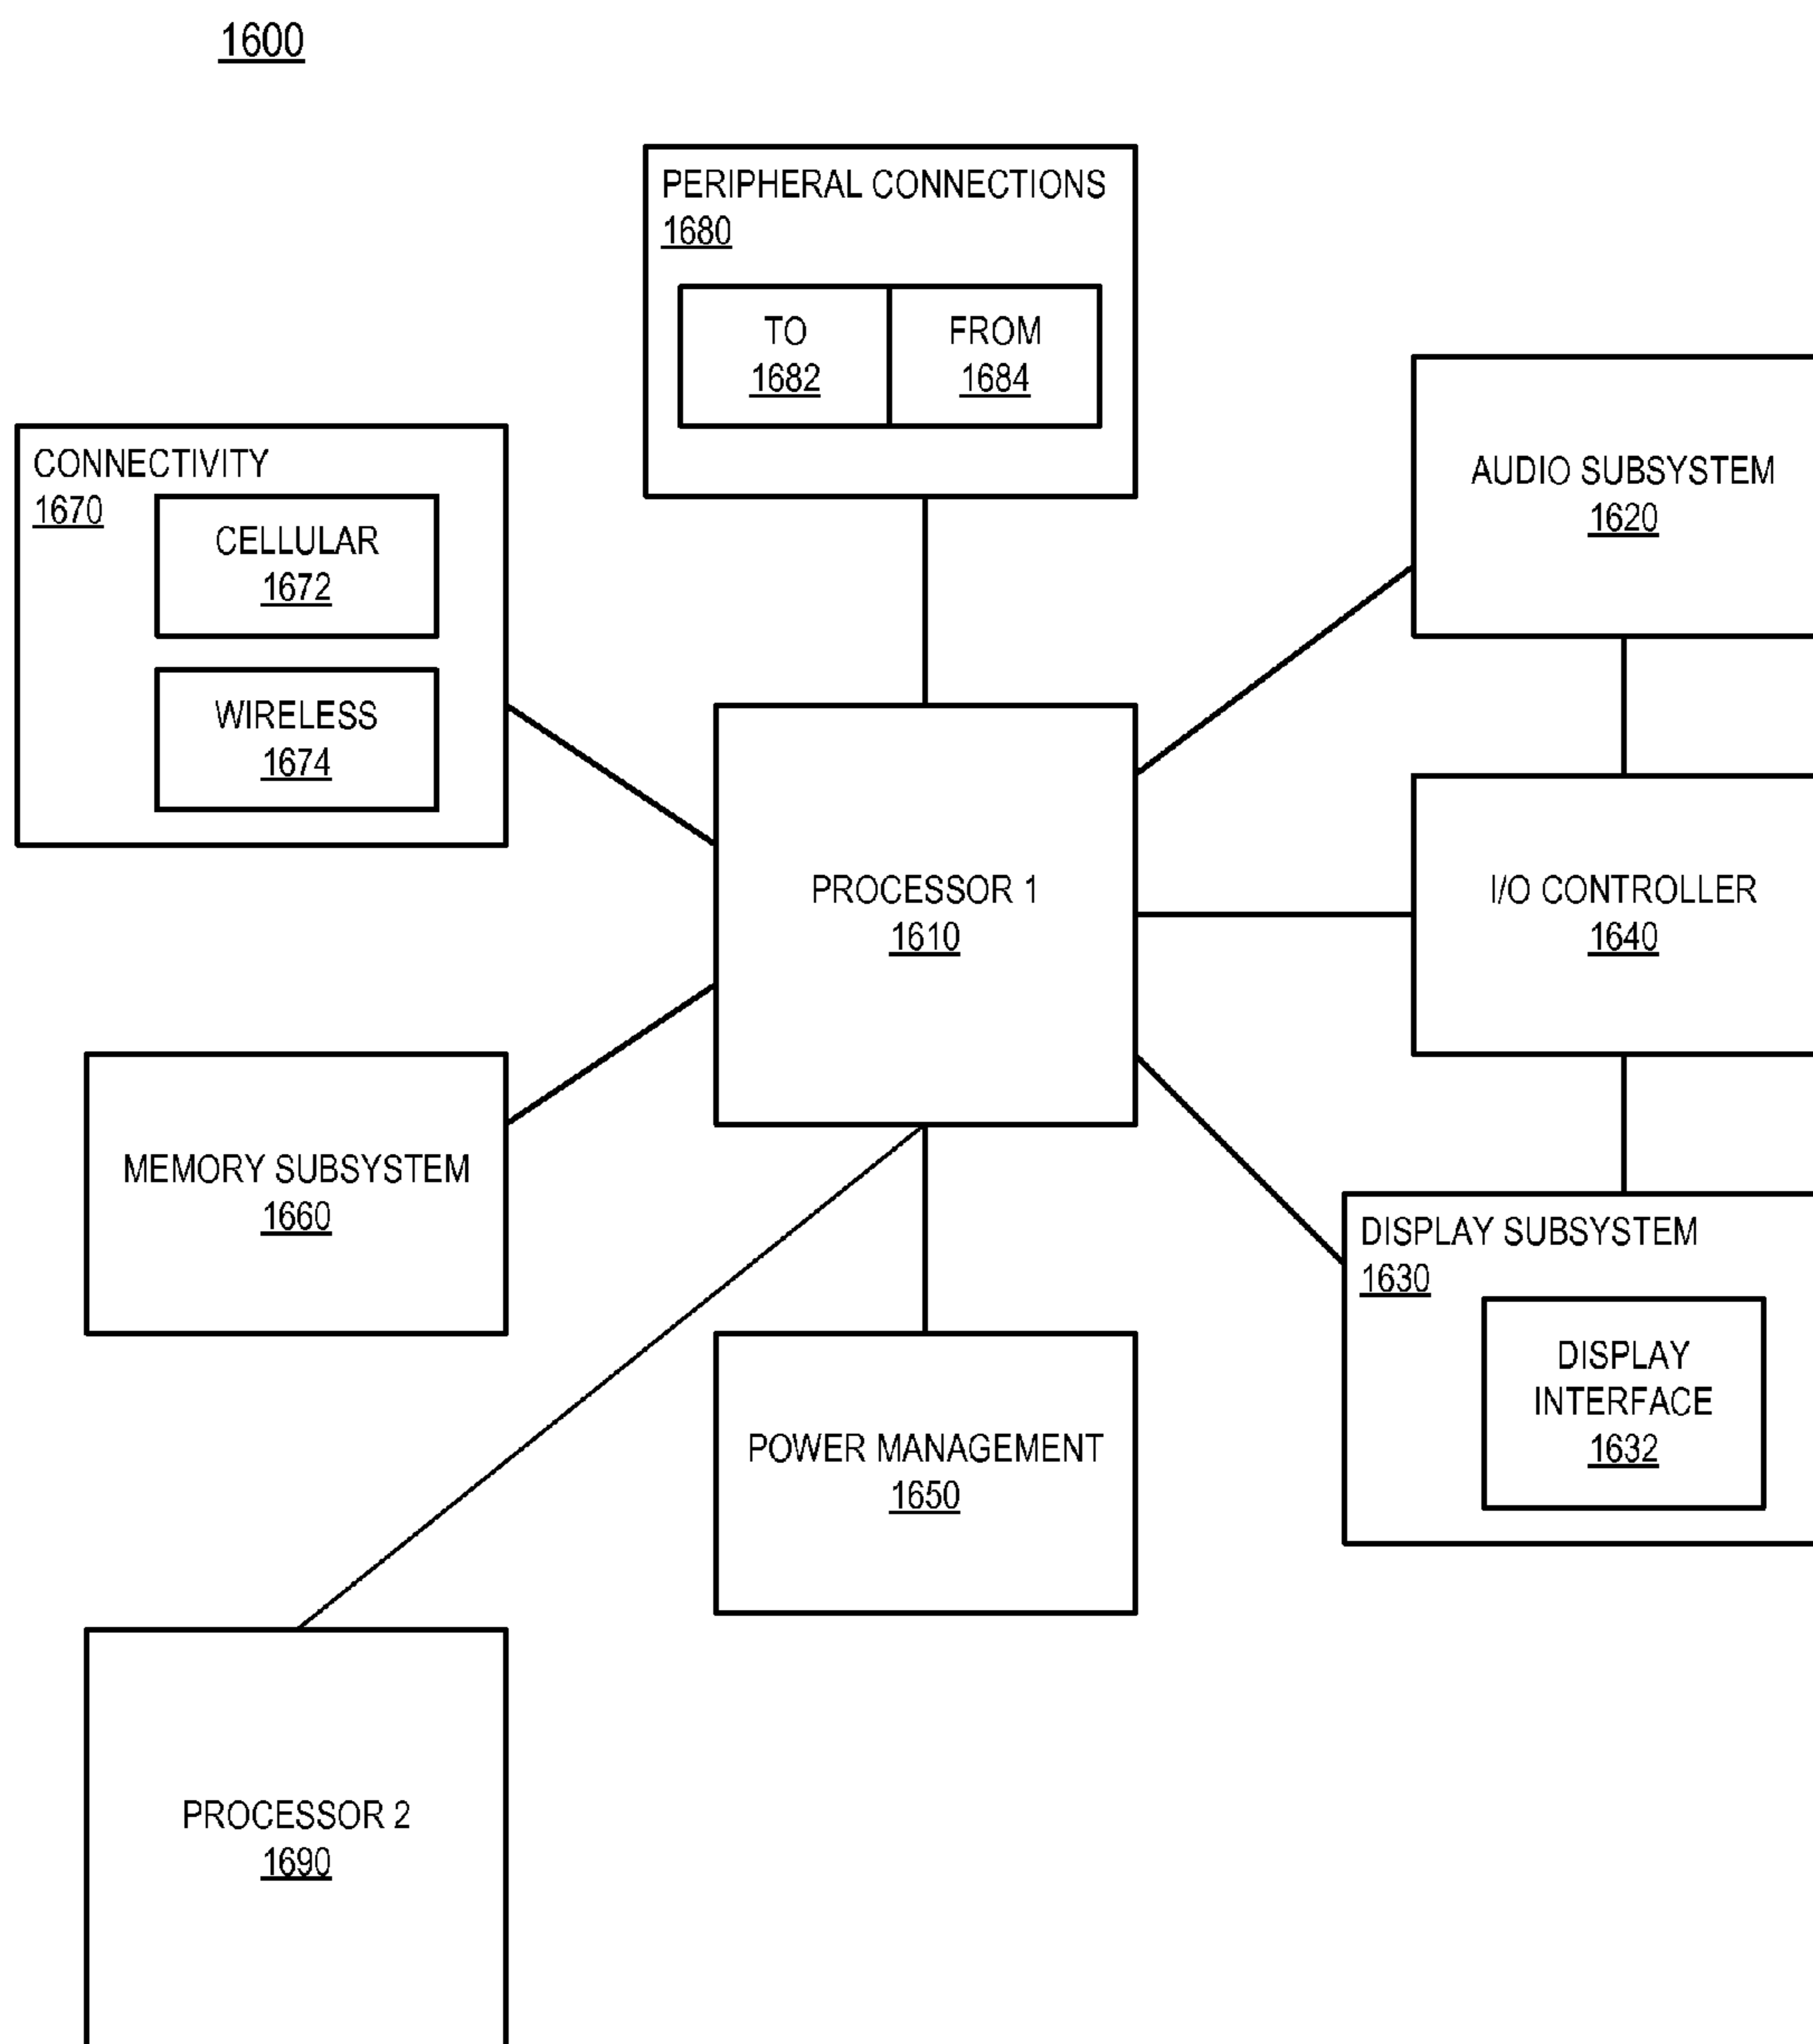 1600
PERIPHERAL CONNECTIONS
1680
TO
1682
FROM
1684
CONNECTIVITY
1670
CELLULAR
1672
WIRELESS
1674
AUDIO SUBSYSTEM
1620
PROCESSOR 1
1610
I/O CONTROLLER
1640
MEMORY SUBSYSTEM
1660
DISPLAY SUBSYSTEM
1630
DISPLAY
INTERFACE
1632
POWER MANAGEMENT
1650
PROCESSOR 2
1690